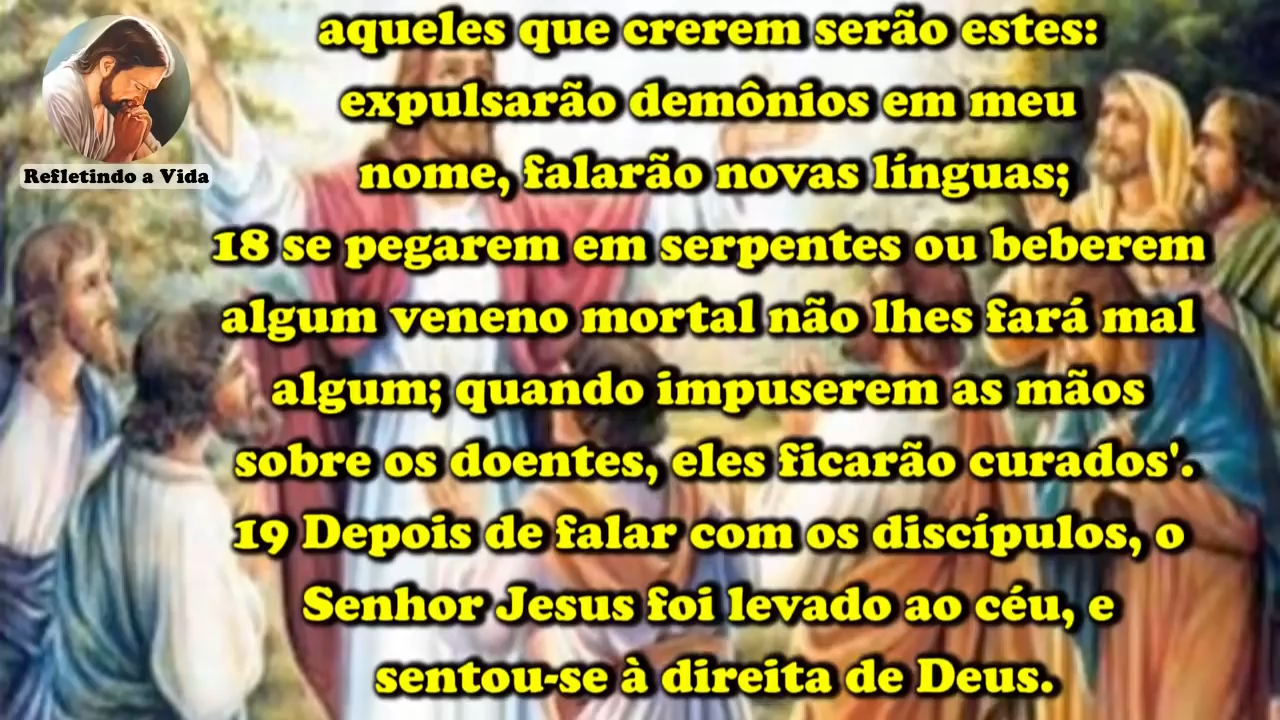 Refletindo a Vida
aqueles que crerem serão estes:
expulsarão demônios em meu
nome, falarão novas línguas;
18 se pegarem em serpentes ou beberem
algum veneno mortal não lhes fará mal
algum; quando impuserem as mãos
sobre os doentes, eles ficarão curados'.
19 Depois de falar com os discípulos, o
Senhor Jesus foi levado ao céu, e
sentou-se à direita de Deus.